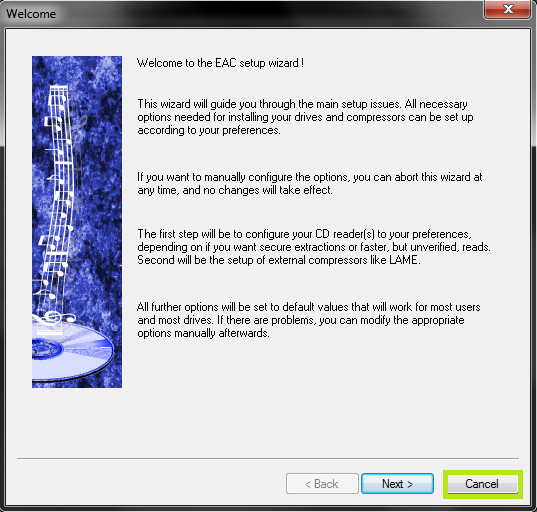 Welcome
Welcome to the EAC setup wizard !
This wizard will guide you through the main setup issues. All necessary
options needed for installing your drives and compressors can be set up
according to your preferences.
If you want to manually configure the options, you can abort this wizard at
any time, and no changes will take effect.
The first step will be to configure your CD reader(s) to your preferences,
depending on if you want secure extractions or faster, but unverified, reads.
Second will be the setup of external compressors like LAME.
All further options will be set to default values that will work for most users
and most drives. If there are problems, you can modify the appropriate
options manually afterwards.
< Back Next > Cancel